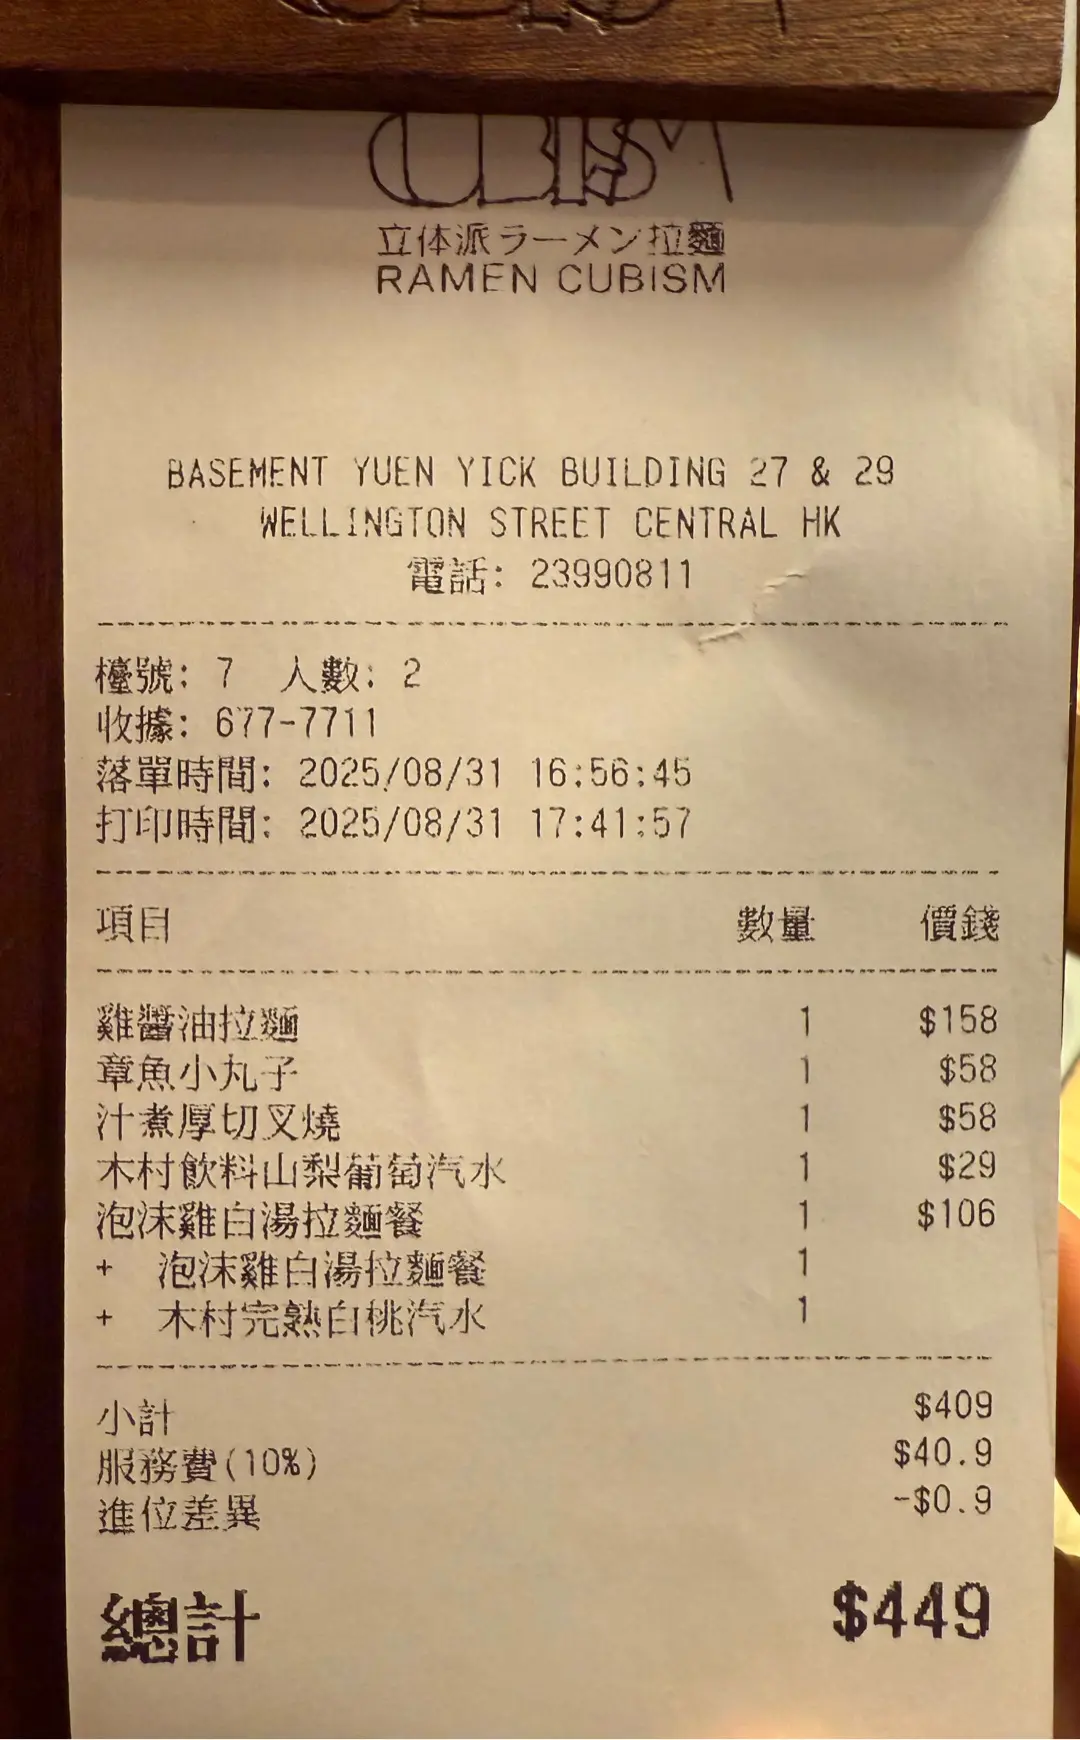 CUBISM
立体派ラーメン拉麵
RAMEN CUBISM
BASEMENT YUEN YICK BUILDING 27 & 29
WELLINGTON STREET CENTRAL HK
電話: 23990811
檯號: 7 人數: 2
收據: 677-7711
落單時間: 2025/08/31 16:56:45
打印時間: 2025/08/31 17:41:57
項目 數量 價錢
雞醬油拉麵 1 $158
章魚小丸子 1 $58
汁煮厚切叉燒 1 $58
木村飲料山梨葡萄汽水 1 $29
泡沫雞白湯拉麵餐 1 $106
+ 泡沫雞白湯拉麵餐 1
+ 木村完熟白桃汽水 1
小計 $409
服務費(10%) $40.9
進位差異 -$0.9
總計 $449